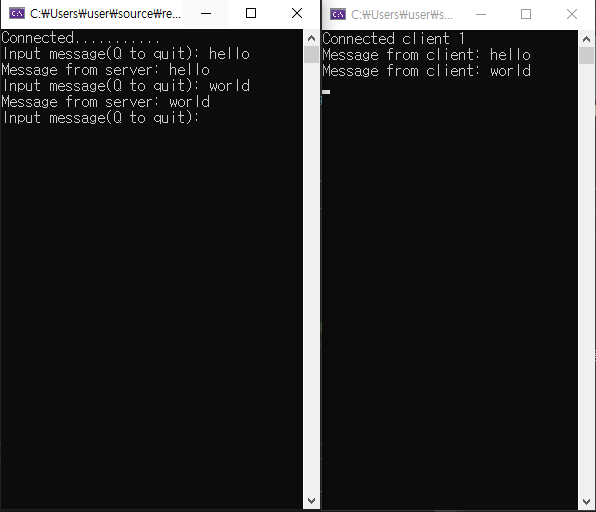 C:₩Users₩user₩source₩re...
Connected...........
Input message(Q to quit): hello
Message from server: hello
Input message(Q to quit): world
Message from server: world
Input message(Q to quit):
C:₩Users₩user₩s...
Connected client 1
Message from client: hello
Message from client: world